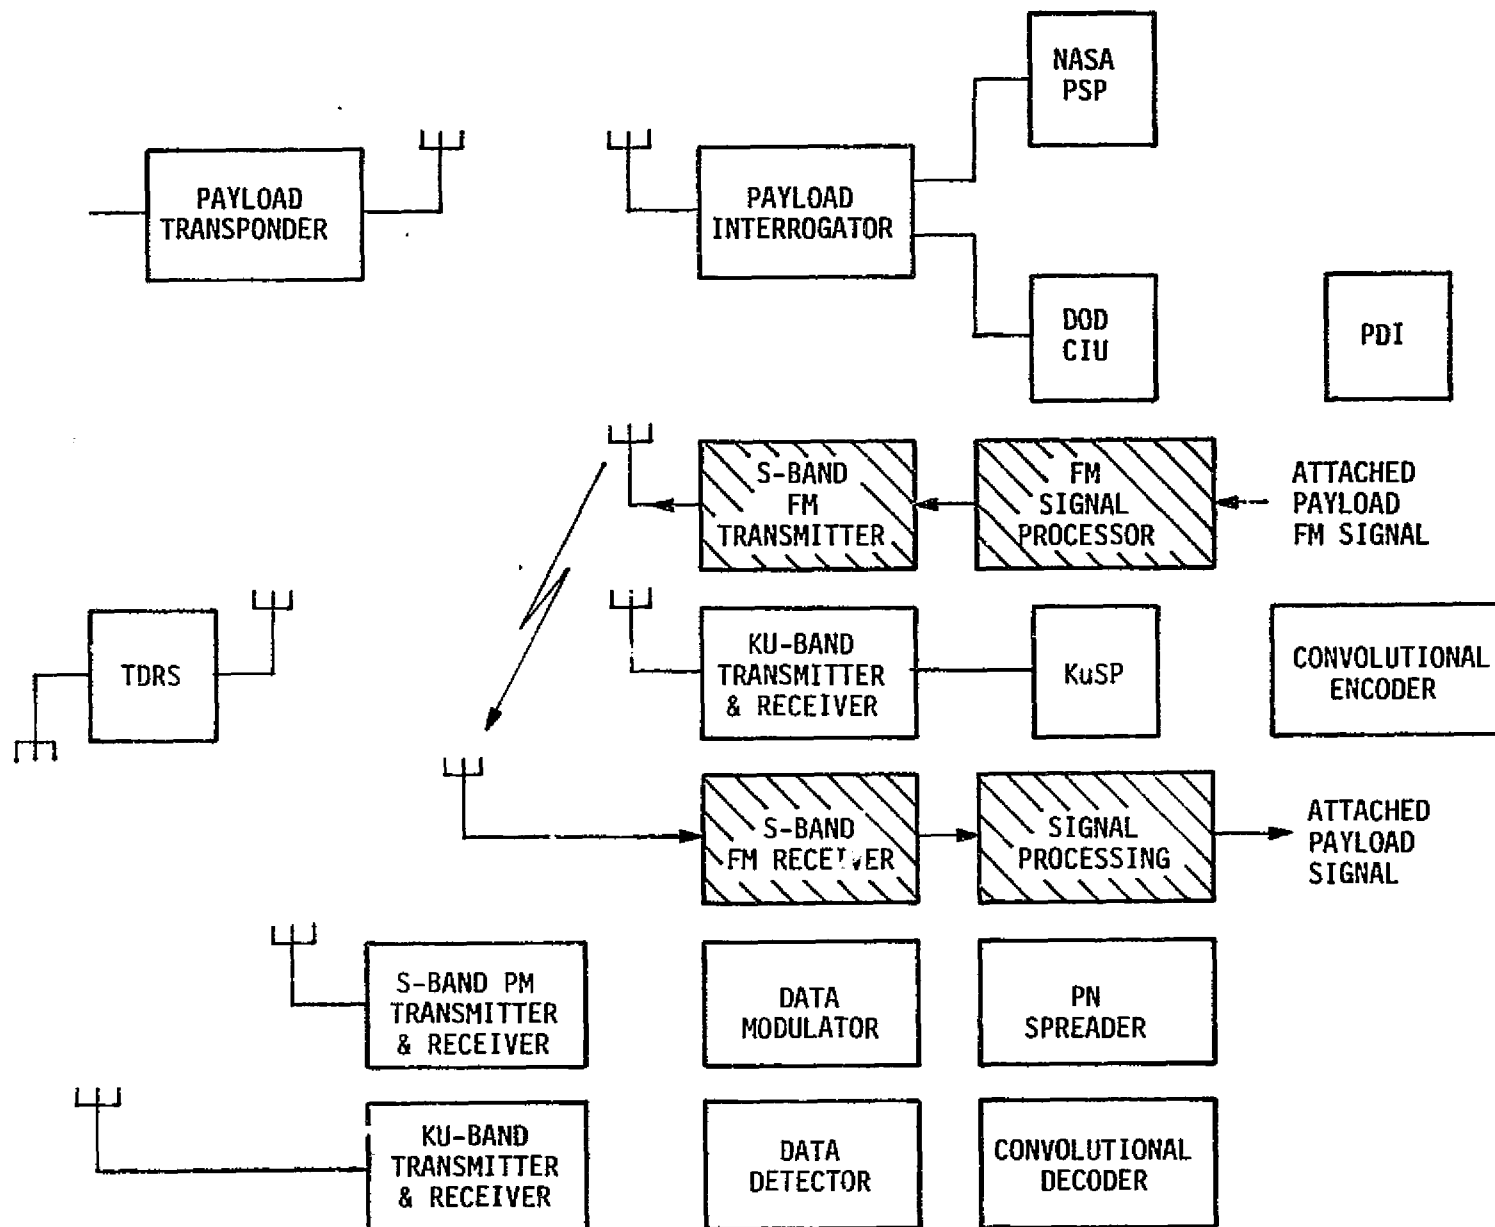 NASA
PSP
PAYLOAD
TRANSPONDER
PAYLOAD
INTERROGATOR
DOD
CIU
PDI
S-BAND
FM
TRANSMITTER
FM
SIGNAL
PROCESSOR
ATTACHED
PAYLOAD
FM SIGNAL
TDRS
KU-BAND
TRANSMITTER
& RECEIVER
KuSP
CONVOLUTIONAL
ENCODER
S-BAND
FM RECEIVER
SIGNAL
PROCESSING
ATTACHED
PAYLOAD
SIGNAL
S-BAND PM
TRANSMITTER
& RECEIVER
DATA
MODULATOR
PN
SPREADER
KU-BAND
TRANSMITTER
& RECEIVER
DATA
DETECTOR
CONVOLUTIONAL
DECODER